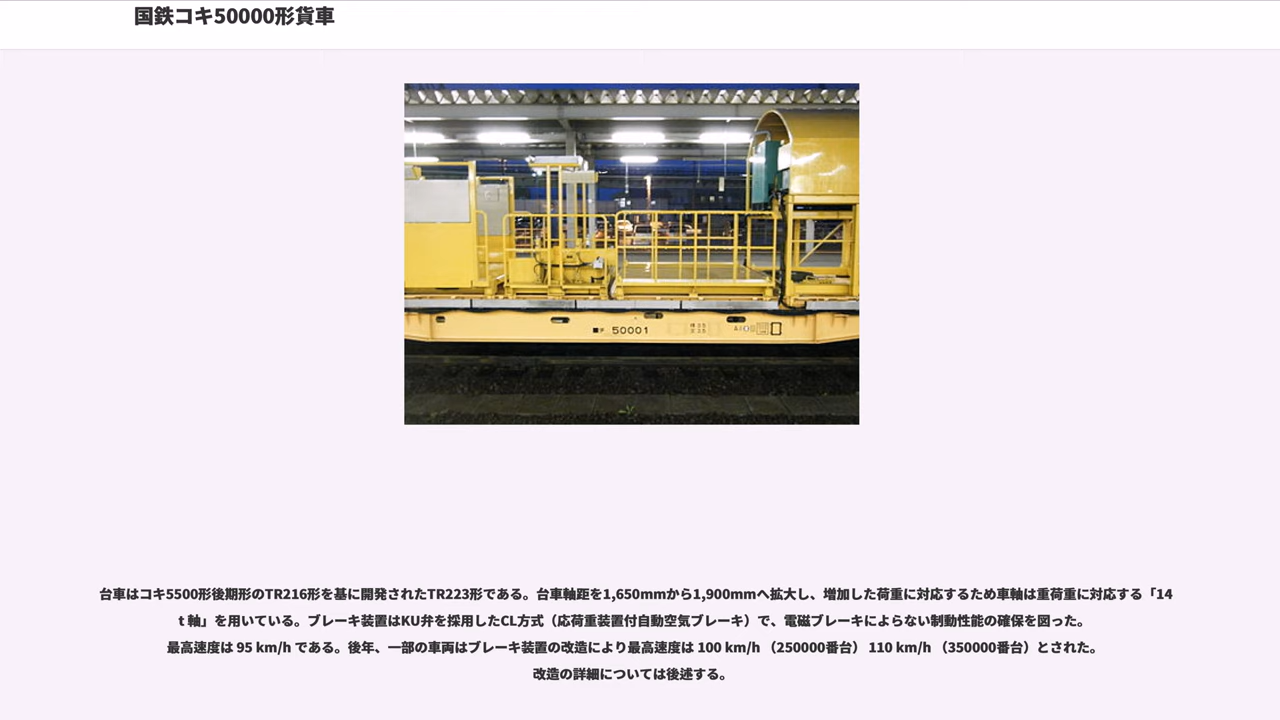 国鉄コキ50000形貨車
50001
台車はコキ5500形後期形のTR216形を基に開発されたTR223形である。台車軸距を1,650mmから1,900mmへ拡大し、増加した荷重に対応するため車軸は重荷重に対応する「14
t 軸」を用いている。ブレーキ装置はKU弁を採用したCL方式（応荷重装置付自動空気ブレーキ）で、電磁ブレーキによらない制動性能の確保を図った。
最高速度は 95 km/h である。後年、一部の車両はブレーキ装置の改造により最高速度は 100 km/h （250000番台） 110 km/h （350000番台）とされた。
改造の詳細については後述する。